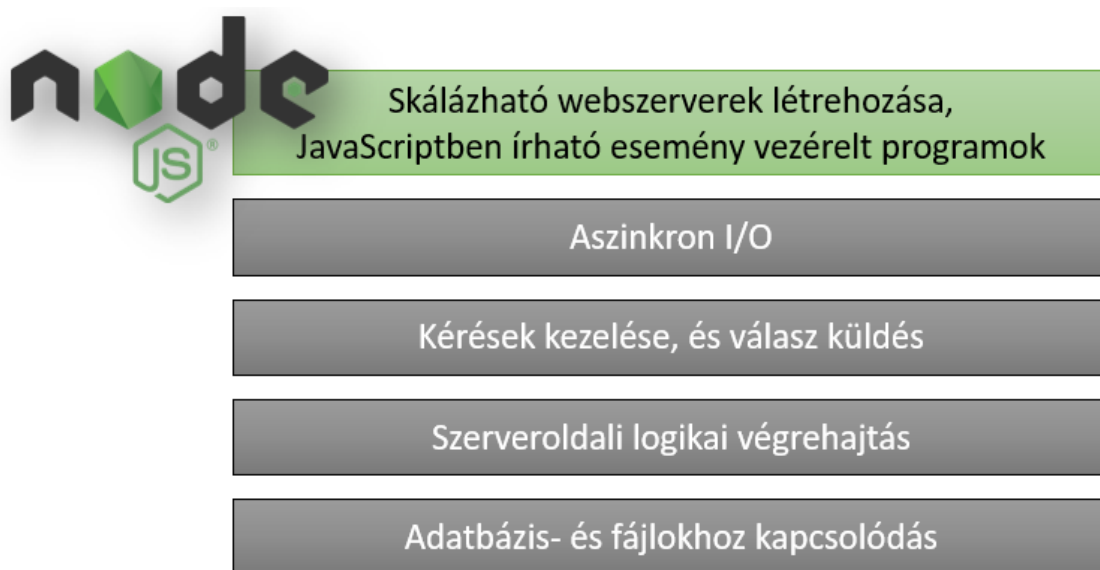 node
JS®
Skálázható webszerverek létrehozása,
JavaScriptben írható esemény vezérelt programok
Aszinkron I/O
Kérések kezelése, és válasz küldés
Szerveroldali logikai végrehajtás
Adatbázis- és fájlokhoz kapcsolódás